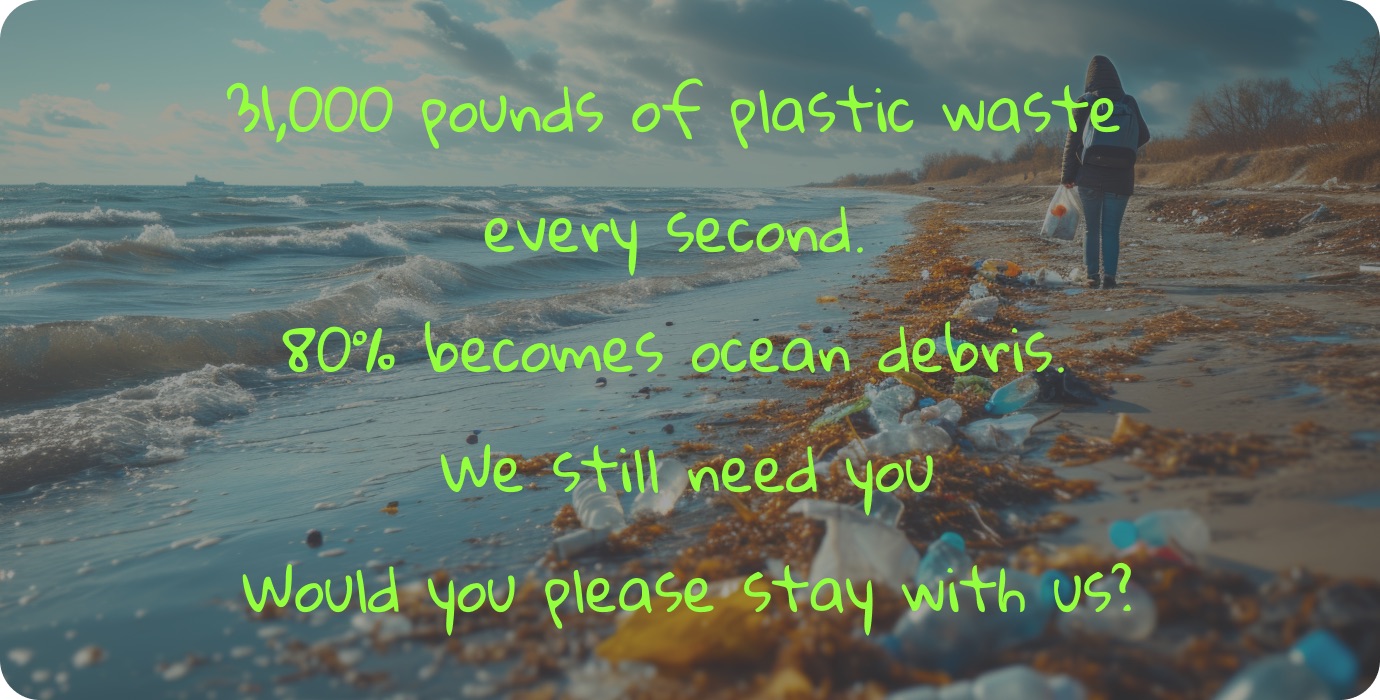 31,000 pounds of plastic waste
every second.
80% becomes ocean debris.
We still need you
Would you please stay with us?